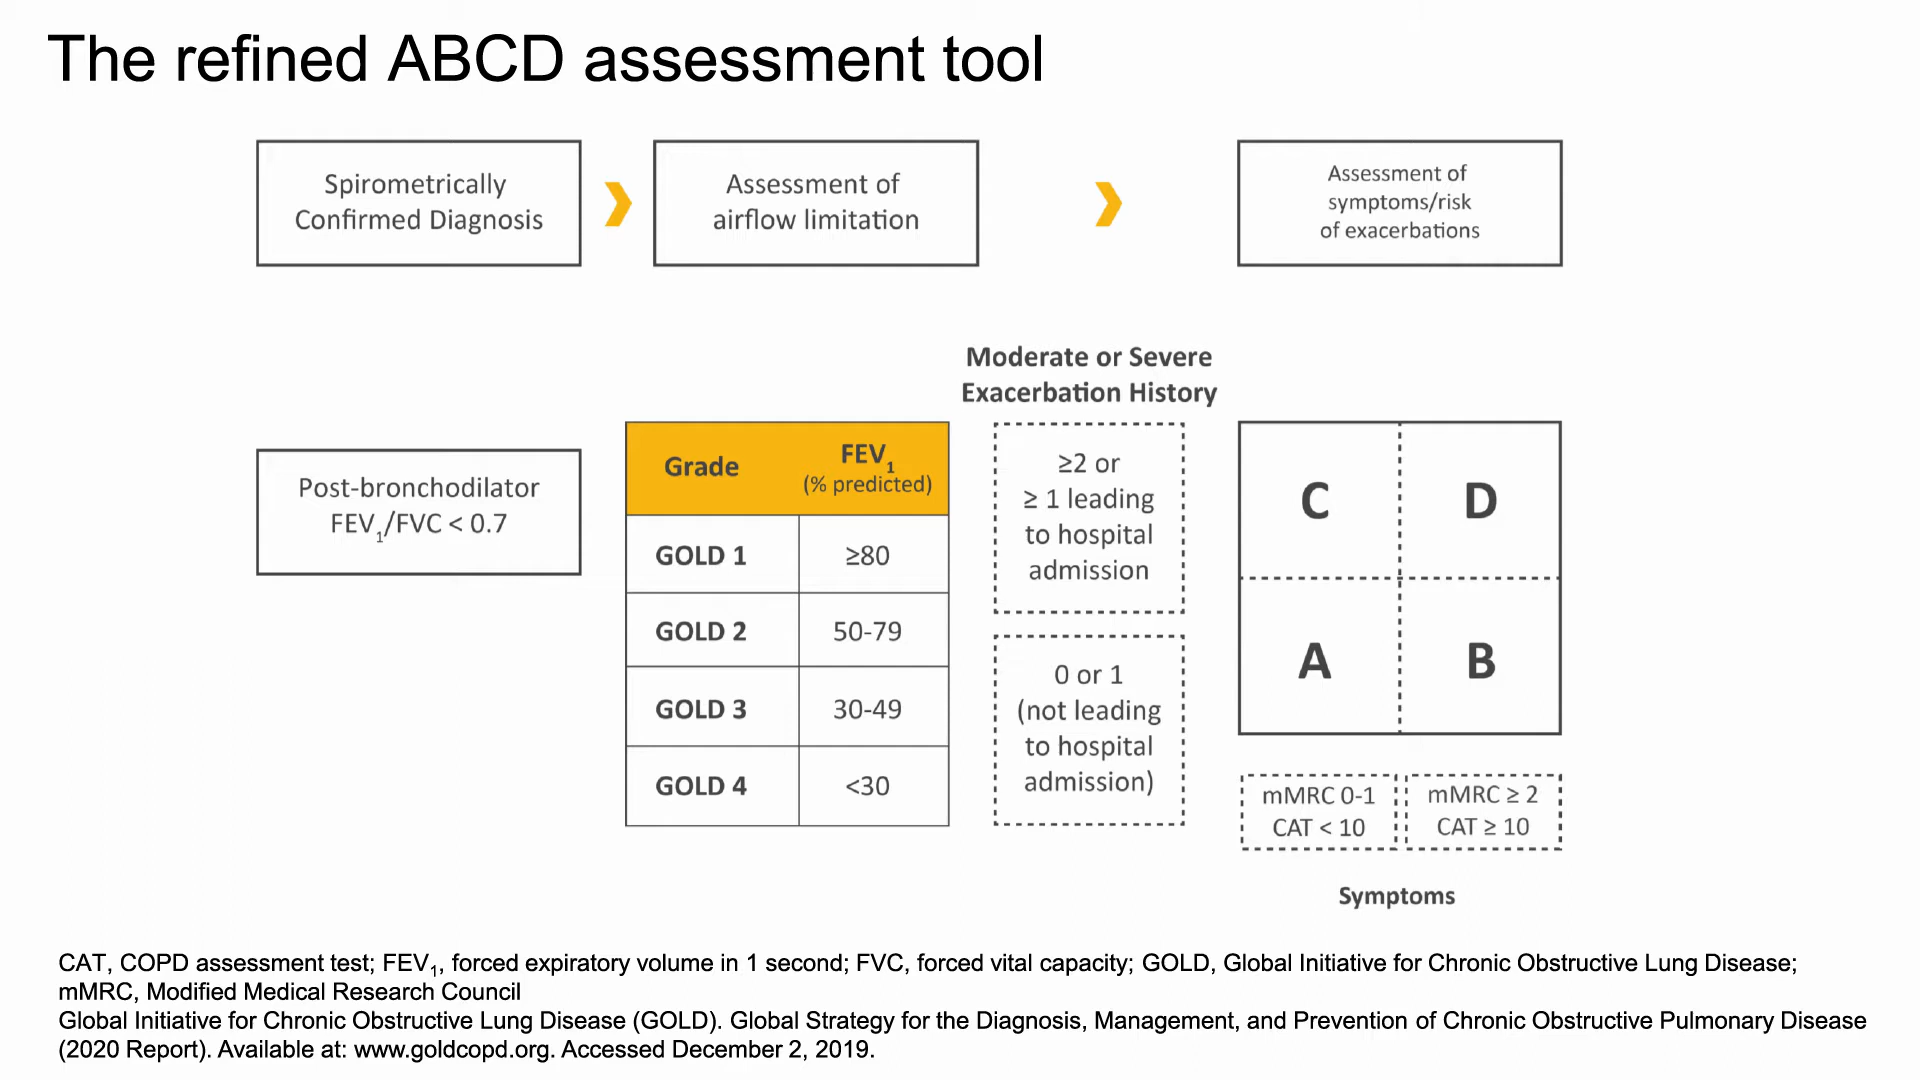 The refined ABCD assessment tool
Spirometrically
Confirmed Diagnosis
Assessment of
airflow limitation
Assessment of
symptoms/risk
of exacerbations
Post-bronchodilator
FEV₁/FVC < 0.7
Grade FEV₁
(% predicted)
GOLD 1 ≥80
GOLD 2 50-79
GOLD 3 30-49
GOLD 4 <30
Moderate or Severe
Exacerbation History
≥2 or
≥ 1 leading
to hospital
admission
0 or 1
(not leading
to hospital
admission)
C D
A B
mMRC 0-1
CAT < 10
mMRC ≥ 2
CAT ≥ 10
Symptoms
CAT, COPD assessment test; FEV₁, forced expiratory volume in 1 second; FVC, forced vital capacity; GOLD, Global Initiative for Chronic Obstructive Lung Disease;
mMRC, Modified Medical Research Council
Global Initiative for Chronic Obstructive Lung Disease (GOLD). Global Strategy for the Diagnosis, Management, and Prevention of Chronic Obstructive Pulmonary Disease
(2020 Report). Available at: www.goldcopd.org. Accessed December 2, 2019.